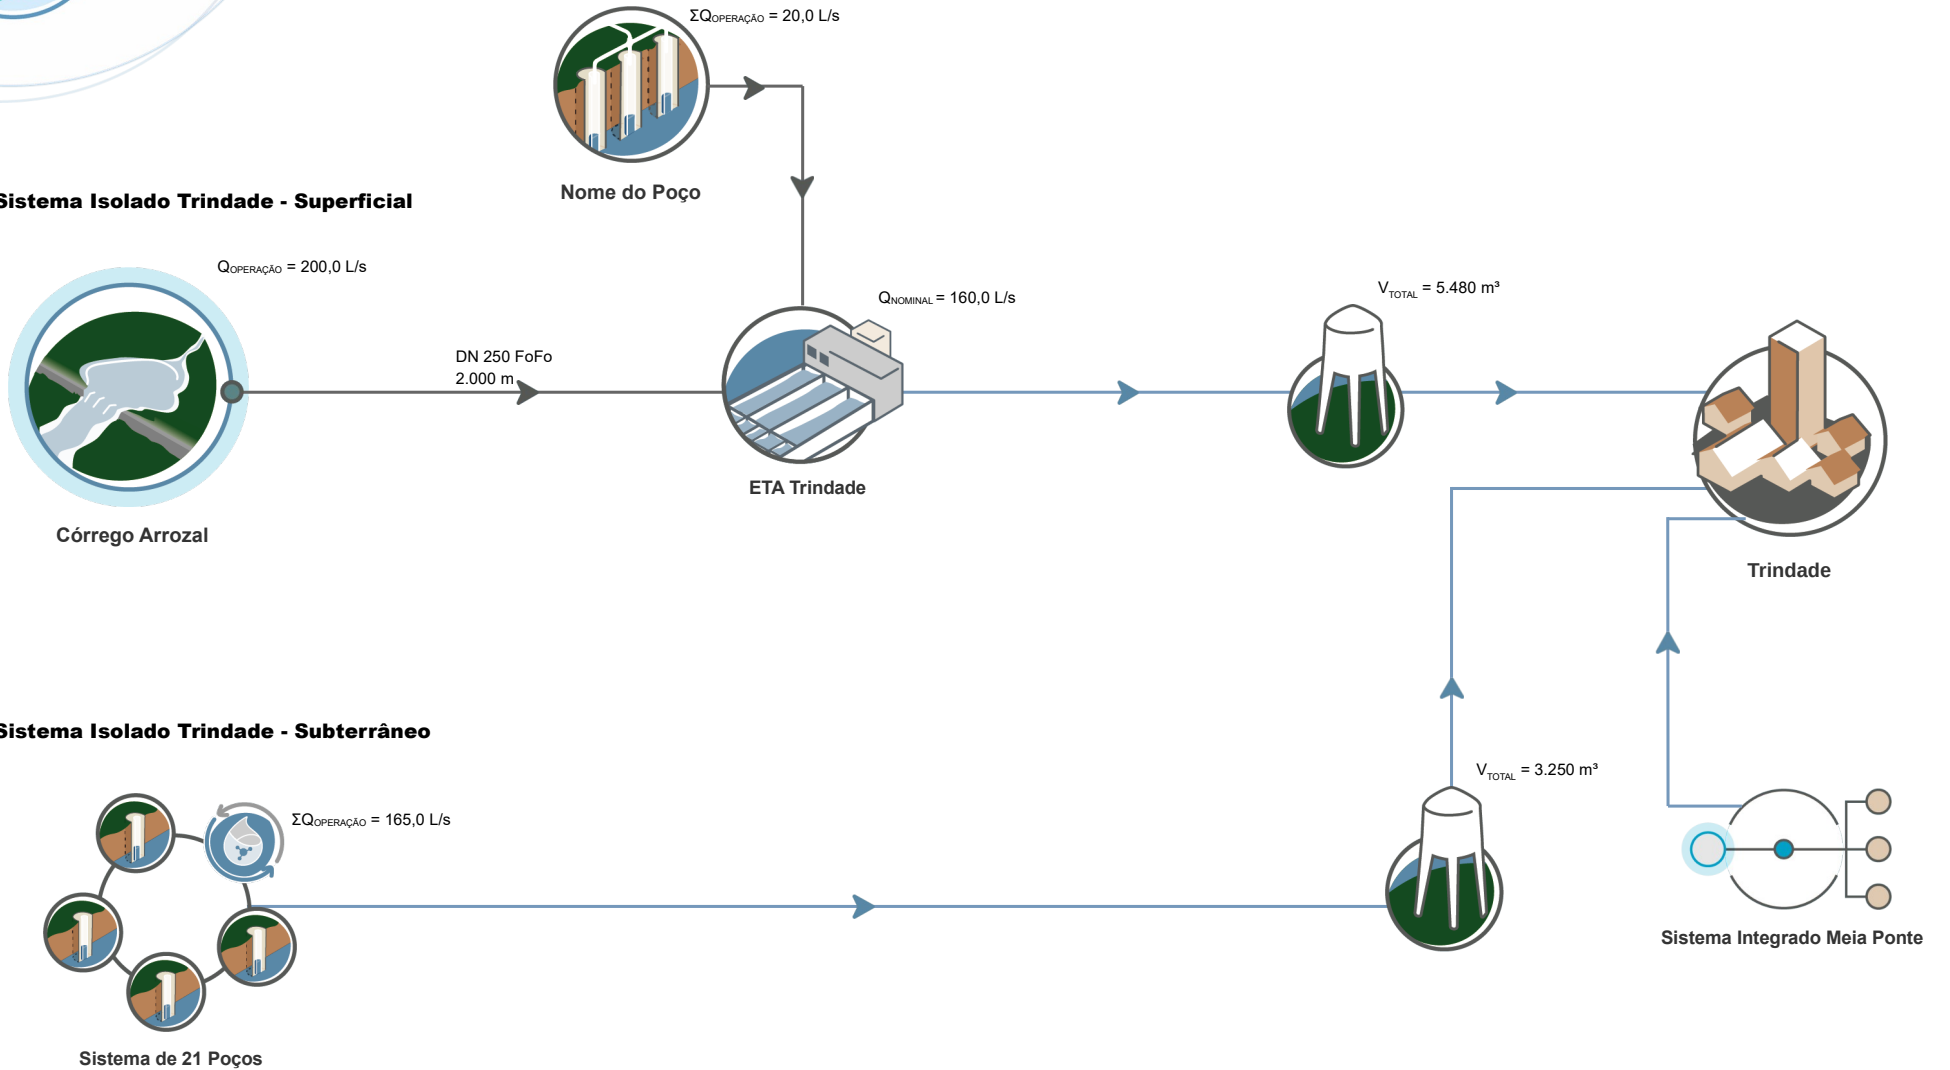 ΣQOPERAÇÃO = 20,0 L/s
Nome do Poço
Sistema Isolado Trindade - Superficial
QOPERAÇÃO = 200,0 L/s
QNOMINAL = 160,0 L/s
VTOTAL = 5.480 m³
DN 250 FoFo
2.000 m
ETA Trindade
Córrego Arrozal
Trindade
Sistema Isolado Trindade - Subterrâneo
VTOTAL = 3.250 m³
ΣQOPERAÇÃO = 165,0 L/s
Sistema Integrado Meia Ponte
Sistema de 21 Poços